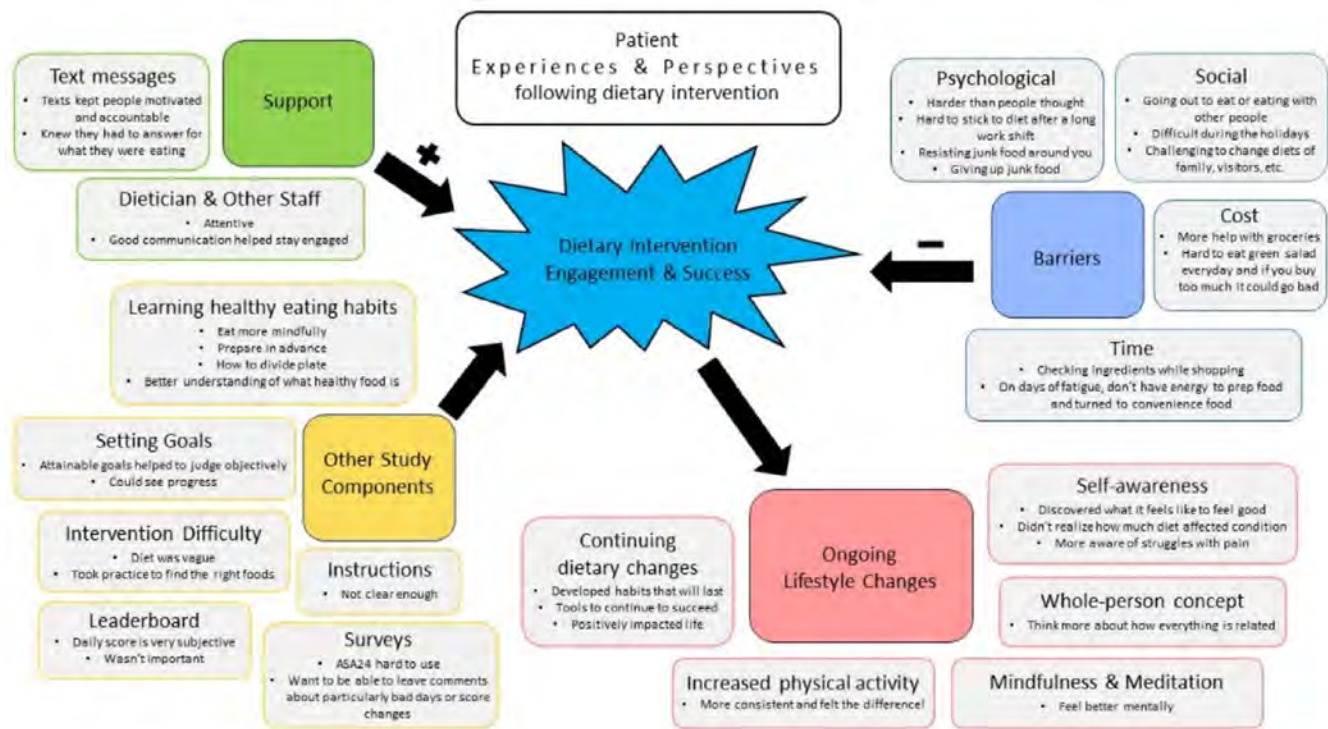 Patient
Experiences & Perspectives
following dietary intervention
Support
Text messages
• Texts kept people motivated
and accountable
• Knew they had to answer for
what they were eating
Dietician & Other Staff
• Attentive
• Good communication helped stay engaged
+
Dietary Intervention
Engagement & Success
–
Barriers
Psychological
• Harder than people thought
• Hard to stick to diet after a long
work shift
• Resisting junk food around you
• Giving up junk food
Social
• Going out to eat or eating with
other people
• Difficult during the holidays
• Challenging to change diets of
family, visitors, etc.
Cost
• More help with groceries
• Hard to eat green salad
everyday and if you buy
too much it could go bad
Time
• Checking ingredients while shopping
• On days of fatigue, don't have energy to prep food
and turned to convenience food
Learning healthy eating habits
• Eat more mindfully
• Prepare in advance
• How to divide plate
• Better understanding of what healthy food is
Other Study
Components
Setting Goals
• Attainable goals helped to judge objectively
• Could see progress
Intervention Difficulty
• Diet was vague
• Took practice to find the right foods
Instructions
• Not clear enough
Leaderboard
• Daily score is very subjective
• Wasn't important
Surveys
• ASA24 hard to use
• Want to be able to leave comments
about particularly bad days or score
changes
Ongoing
Lifestyle Changes
Continuing
dietary changes
• Developed habits that will last
• Tools to continue to succeed
• Positively impacted life
Self-awareness
• Discovered what it feels like to feel good
• Didn't realize how much diet affected condition
• More aware of struggles with pain
Whole-person concept
• Think more about how everything is related
Increased physical activity
• More consistent and felt the difference!
Mindfulness & Meditation
• Feel better mentally